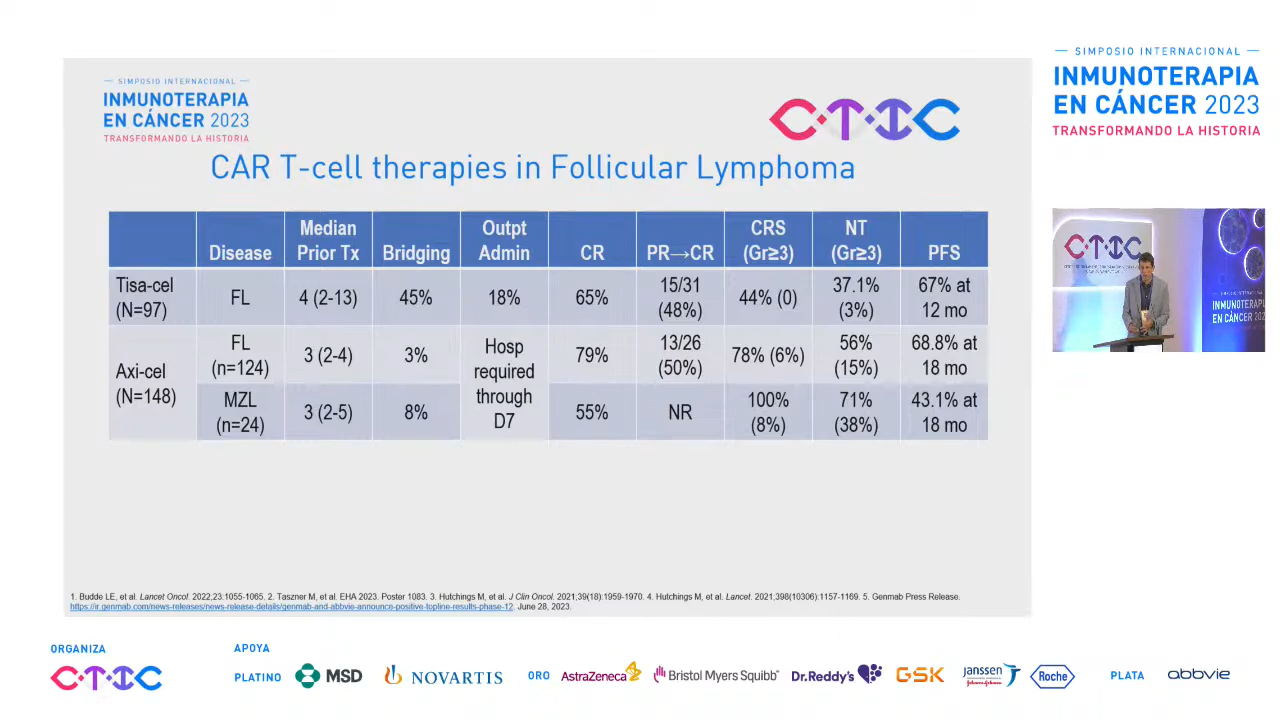 — SIMPOSIO INTERNACIONAL —
INMUNOTERAPIA
EN CÁNCER 2023
TRANSFORMANDO LA HISTORIA
CTIC
CAR T-cell therapies in Follicular Lymphoma
Disease
Median
Prior Tx
Bridging
Outpt
Admin
CR
PR→CR
CRS
(Gr≥3)
NT
(Gr≥3)
PFS
Tisa-cel
(N=97)
FL
4 (2-13)
45%
18%
65%
15/31
(48%)
44% (0)
37.1%
(3%)
67% at
12 mo
Axi-cel
(N=148)
FL
(n=124)
3 (2-4)
3%
Hosp
required
through
D7
79%
13/26
(50%)
78% (6%)
56%
(15%)
68.8% at
18 mo
MZL
(n=24)
3 (2-5)
8%
55%
NR
100%
(8%)
71%
(38%)
43.1% at
18 mo
1. Budde LE, et al. Lancet Oncol. 2022;23:1055-1065. 2. Taszner M, et al. EHA 2023. Poster 1083. 3. Hutchings M, et al. J Clin Oncol. 2021;39(18):1959-1970. 4. Hutchings M, et al. Lancet. 2021,398(10306):1157-1169. 5. Genmab Press Release.
https://ir.genmab.com/news-releases/news-release-details/genmab-and-abbvie-announce-positive-topline-results-phase-12. June 28, 2023.
— SIMPOSIO INTERNACIONAL —
INMUNOTERAPIA
EN CÁNCER 2023
TRANSFORMANDO LA HISTORIA
CTIC
INMUNOTERAPIA
EN CÁNCER 202
ORGANIZA
CTIC
APOYA
PLATINO
MSD
NOVARTIS
ORO
AstraZeneca
Bristol Myers Squibb
Dr.Reddy's
GSK
Janssen
Johnson&Johnson
Roche
PLATA
abbvie